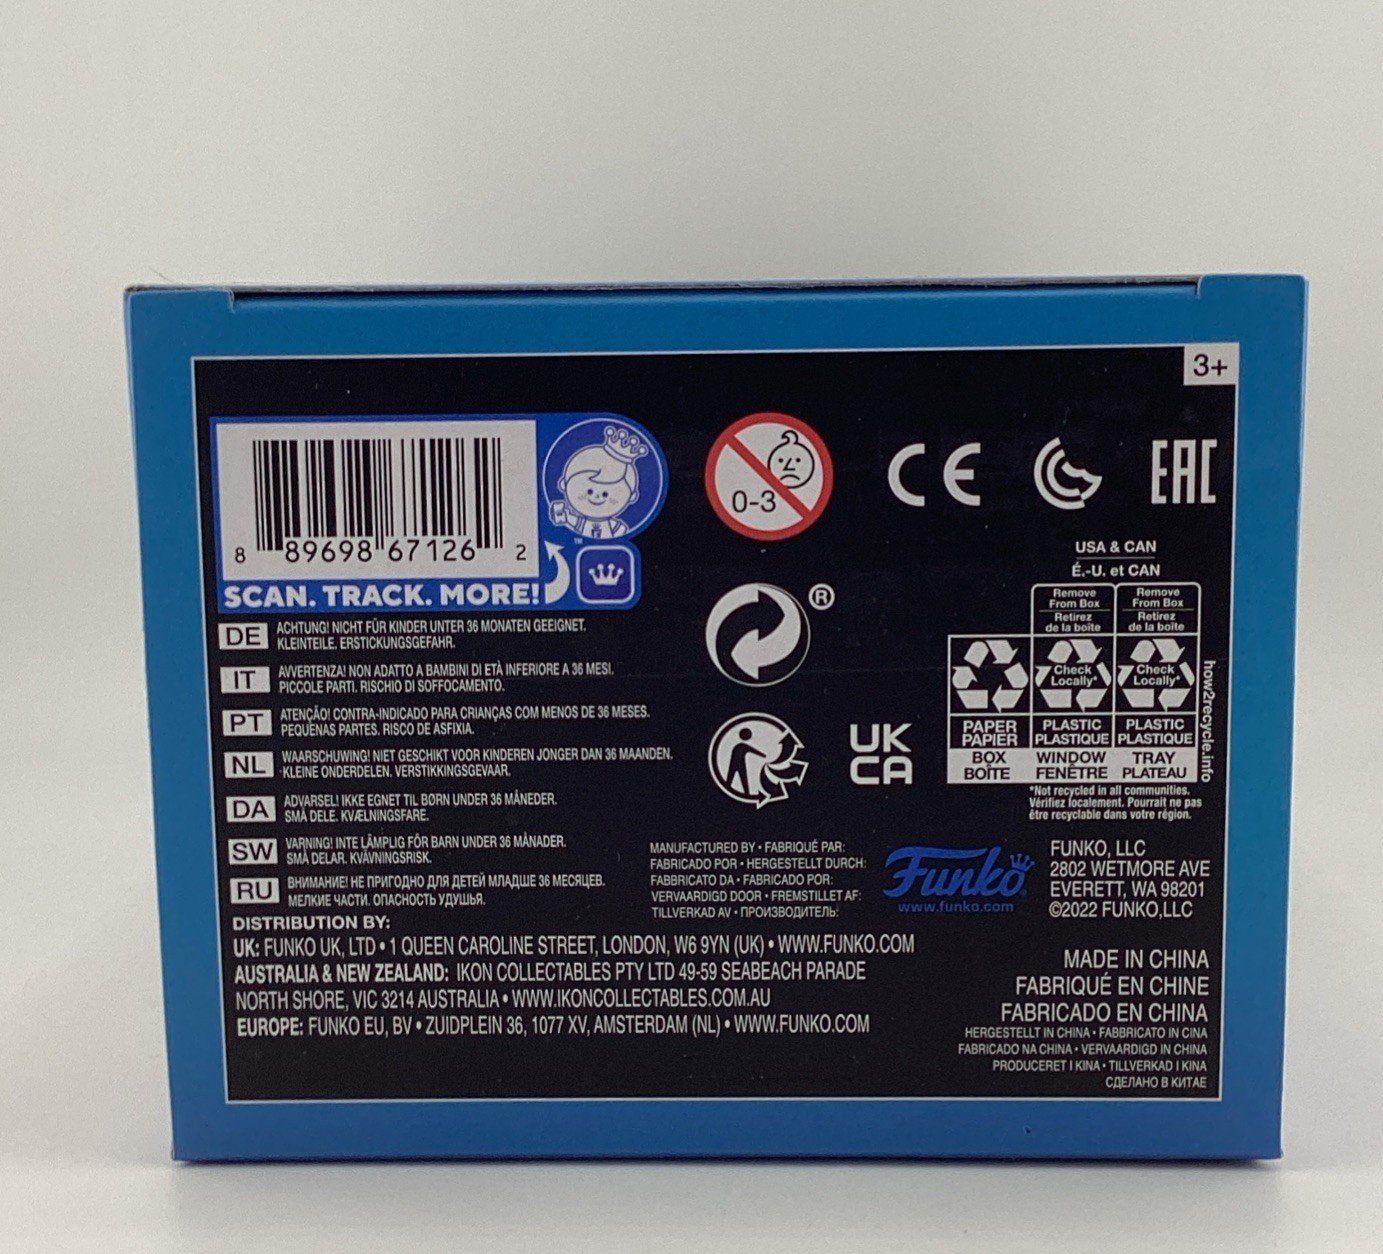 3+
8 89698 67126 2
SCAN. TRACK. MORE!
™
0-3
CE
EAC
DE ACHTUNG! NICHT FÜR KINDER UNTER 36 MONATEN GEEIGNET.
KLEINTEILE. ERSTICKUNGSGEFAHR.
IT AVVERTENZA! NON ADATTO A BAMBINI DI ETÀ INFERIORE A 36 MESI.
PICCOLE PARTI. RISCHIO DI SOFFOCAMENTO.
PT ATENÇÃO! CONTRA-INDICADO PARA CRIANÇAS COM MENOS DE 36 MESES.
PEQUENAS PARTES. RISCO DE ASFIXIA.
NL WAARSCHUWING! NIET GESCHIKT VOOR KINDEREN JONGER DAN 36 MAANDEN.
KLEINE ONDERDELEN. VERSTIKKINGSGEVAAR.
DA ADVARSEL! IKKE EGNET TIL BØRN UNDER 36 MÅNEDER.
SMÅ DELE. KVÆLNINGSFARE.
SW VARNING! INTE LÄMPLIG FÖR BARN UNDER 36 MÅNADER.
SMÅ DELAR. KVÄVNINGSRISK.
RU ВНИМАНИЕ! НЕ ПРИГОДНО ДЛЯ ДЕТЕЙ МЛАДШЕ 36 МЕСЯЦЕВ.
МЕЛКИЕ ЧАСТИ. ОПАСНОСТЬ УДУШЬЯ.
®
UK
CA
USA & CAN
É.-U. et CAN
Remove From Box
Retirez de la boîte
Remove From Box
Retirez de la boîte
Check Locally*
Check Locally*
PAPER PAPIER
PLASTIC PLASTIQUE
PLASTIC PLASTIQUE
BOX BOÎTE
WINDOW FENÊTRE
TRAY PLATEAU
how2recycle.info
*Not recycled in all communities.
Vérifiez localement. Pourrait ne pas
être recyclable dans votre région.
MANUFACTURED BY • FABRIQUÉ PAR:
FABRICADO POR • HERGESTELLT DURCH:
FABBRICATO DA • FABRICADO POR:
VERVAARDIGD DOOR • FREMSTILLET AF:
TILLVERKAD AV • ПРОИЗВОДИТЕЛЬ:
Funko
www.funko.com
FUNKO, LLC
2802 WETMORE AVE
EVERETT, WA 98201
©2022 FUNKO,LLC
DISTRIBUTION BY:
UK: FUNKO UK, LTD • 1 QUEEN CAROLINE STREET, LONDON, W6 9YN (UK) • WWW.FUNKO.COM
AUSTRALIA & NEW ZEALAND: IKON COLLECTABLES PTY LTD 49-59 SEABEACH PARADE
NORTH SHORE, VIC 3214 AUSTRALIA • WWW.IKONCOLLECTABLES.COM.AU
EUROPE: FUNKO EU, BV • ZUIDPLEIN 36, 1077 XV, AMSTERDAM (NL) • WWW.FUNKO.COM
MADE IN CHINA
FABRIQUÉ EN CHINE
FABRICADO EN CHINA
HERGESTELLT IN CHINA • FABBRICATO IN CINA
FABRICADO NA CHINA • VERVAARDIGD IN CHINA
PRODUCERET I KINA • TILLVERKAD I KINA
СДЕЛАНО В КИТАЕ